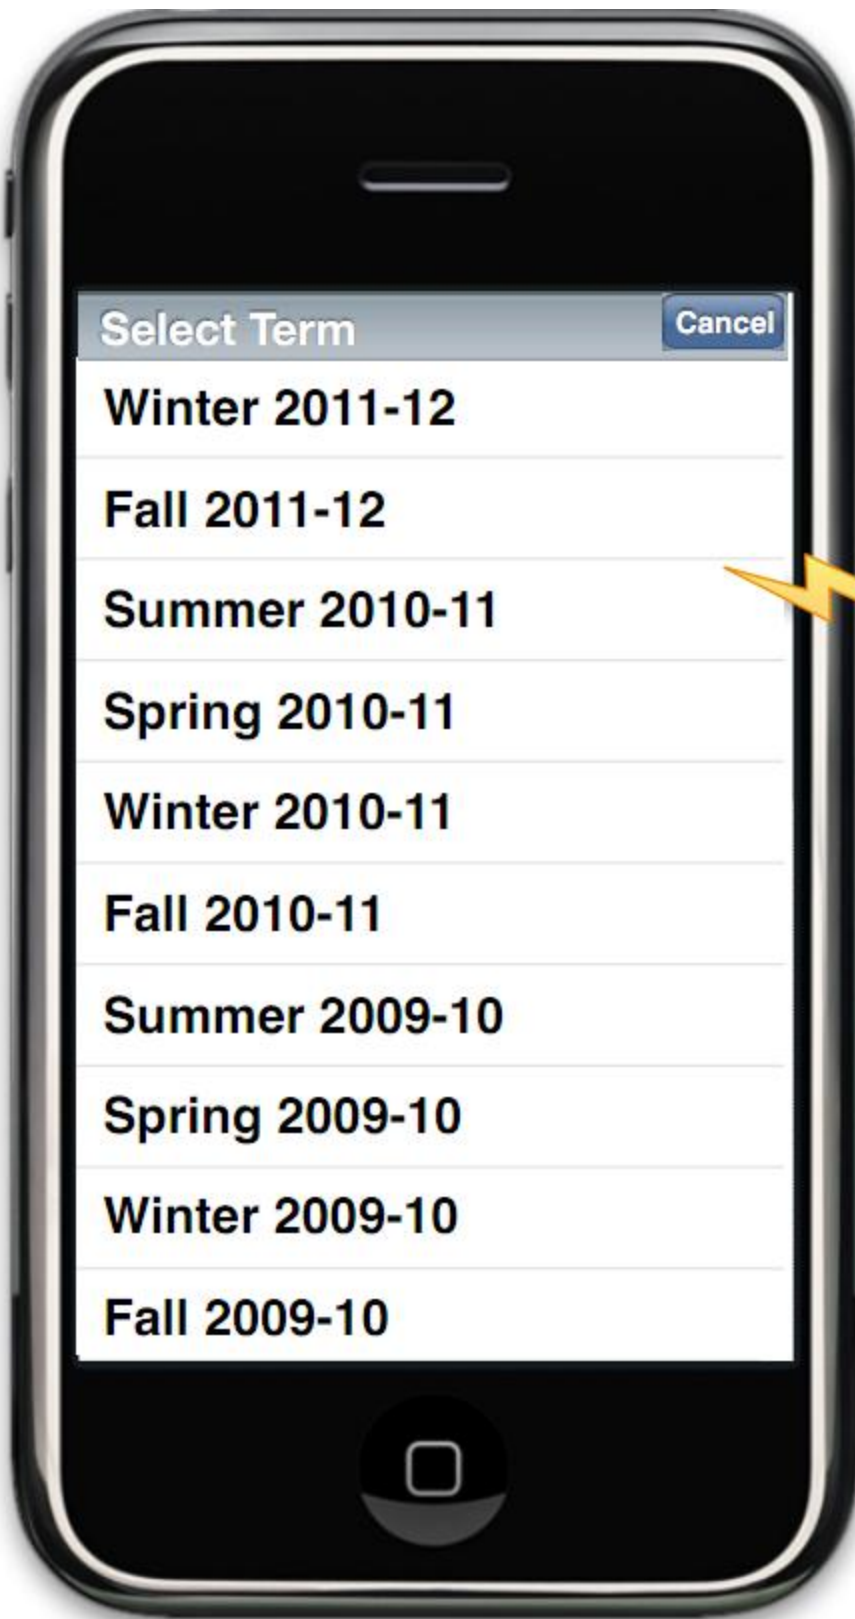 Select Term
Cancel
Winter 2011-12
Fall 2011-12
Summer 2010-11
Spring 2010-11
Winter 2010-11
Fall 2010-11
Summer 2009-10
Spring 2009-10
Winter 2009-10
Fall 2009-10